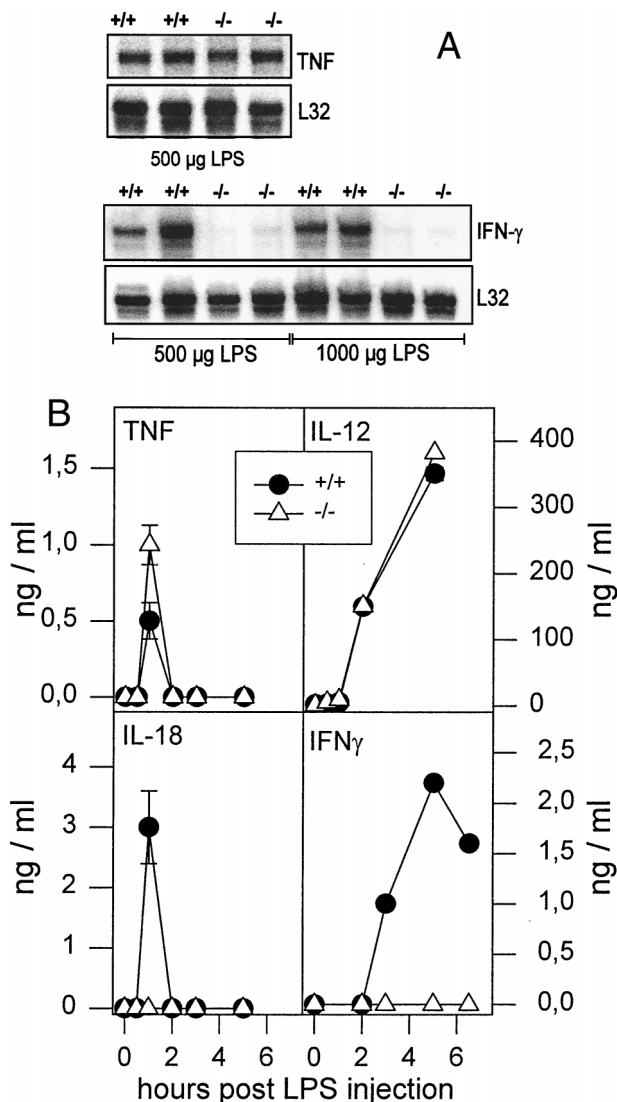 +/+ +/+ -/- -/-
A
TNF
L32
500 µg LPS
+/+ +/+ -/- -/- +/+ +/+ -/- -/-
IFN-γ
L32
500 µg LPS 1000 µg LPS
B
TNF
1,5
1,0
0,5
0,0
ng / ml
IL-12
400
300
200
100
0
ng / ml
+/+
-/-
IL-18
4
3
2
1
0
ng / ml
IFNγ
2,5
2,0
1,5
1,0
0,5
0,0
ng / ml
0 2 4 6 0 2 4 6
hours post LPS injection